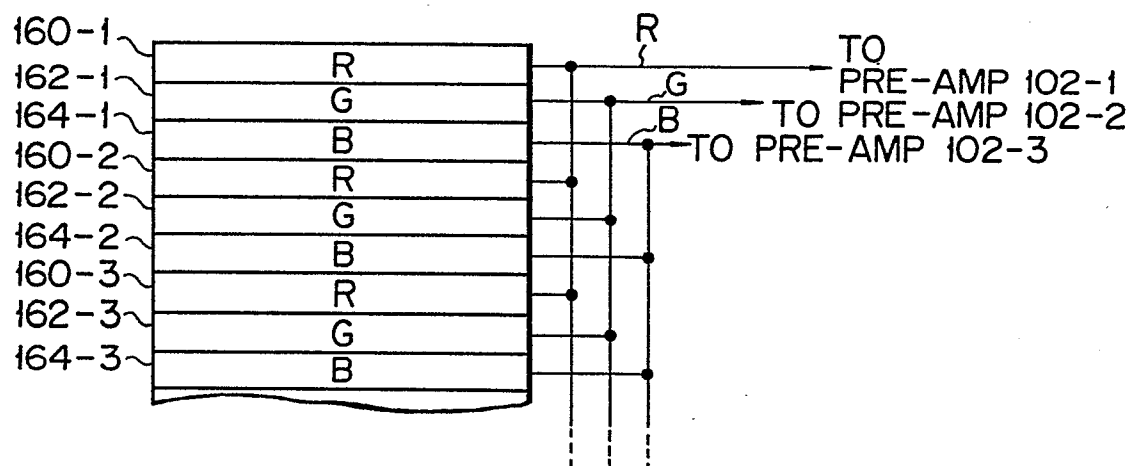 160-1
162-1
164-1
160-2
162-2
164-2
160-3
162-3
164-3
R
G
B
R
G
B
R
G
B
R
G
B
TO
PRE-AMP 102-1
TO PRE-AMP 102-2
TO PRE-AMP 102-3